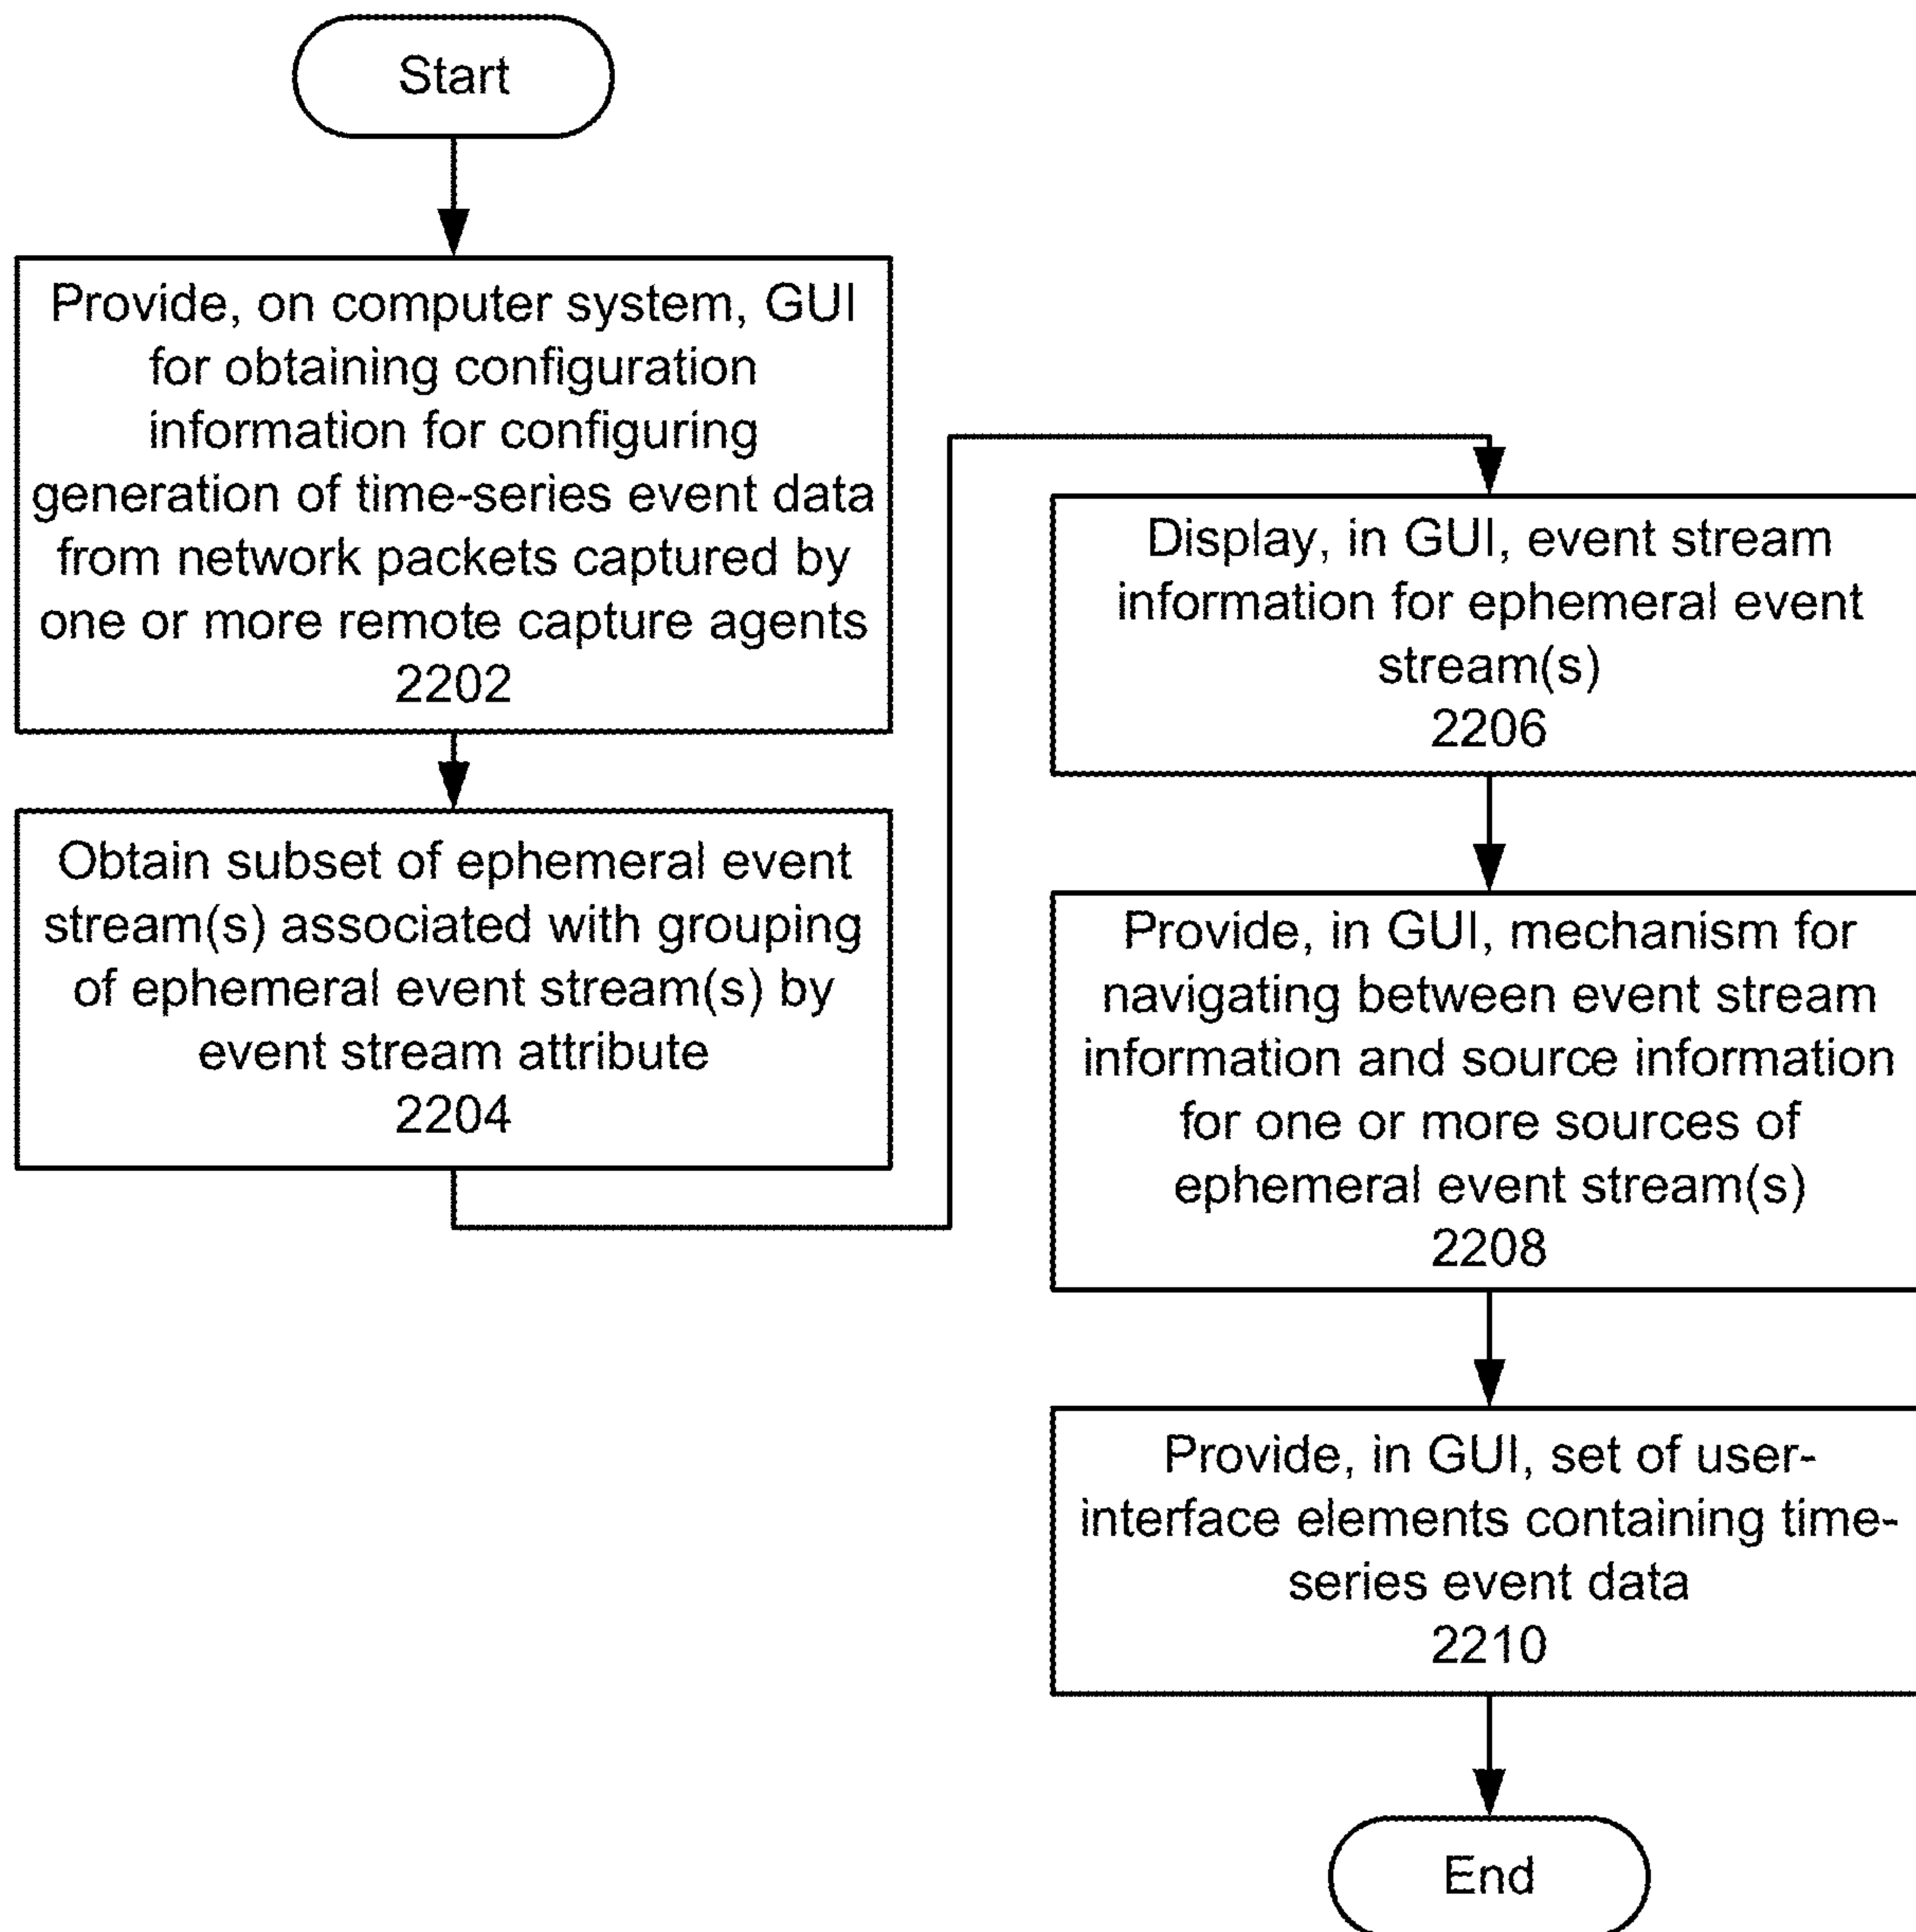 Start
Provide, on computer system, GUI
for obtaining configuration
information for configuring
generation of time-series event data
from network packets captured by
one or more remote capture agents
2202
Obtain subset of ephemeral event
stream(s) associated with grouping
of ephemeral event stream(s) by
event stream attribute
2204
Display, in GUI, event stream
information for ephemeral event
stream(s)
2206
Provide, in GUI, mechanism for
navigating between event stream
information and source information
for one or more sources of
ephemeral event stream(s)
2208
Provide, in GUI, set of user-
interface elements containing time-
series event data
2210
End